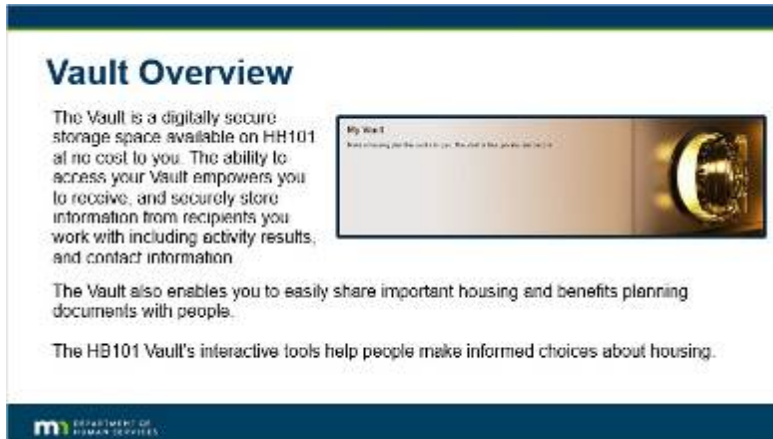 Vault Overview
The Vault is a digitally secure
storage space available on HB101
at no cost to you. The ability to
access your Vault empowers you
to receive, and securely store
information from recipients you
work with including activity results,
and contact information
My Vault
The Vault also enables you to easily share important housing and benefits planning
documents with people.
The HB101 Vault's interactive tools help people make informed choices about housing.
DEPARTMENT OF
HUMAN SERVICES